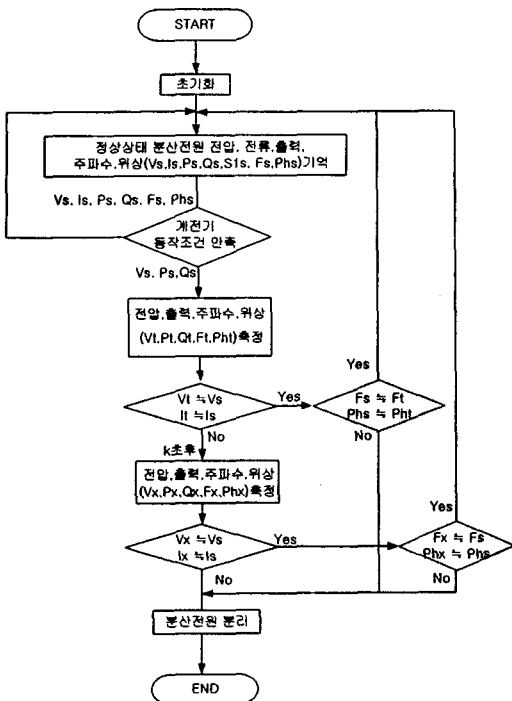 START
초기화
정상상태 분산전원 전압, 전류,출력,
주파수,위상(Vs,Is,Ps,Qs,S1s, Fs,Phs)기억
Vs, Is, Ps, Qs, Fs, Phs
계전기
동작조건 만족
Vs. Ps,Qs
전압,출력,주파수,위상
(Vt,Pt,Qt,Ft,Pht)측정
Yes
Vt ≒Vs
It ≒Is
Yes
Fs ≒ Ft
Phs ≒ Pht
No
No
k초후
전압,출력,주파수,위상
(Vx,Px,Qx,Fx,Phx)측정
Yes
Vx ≒Vs
Ix ≒Is
Yes
Fx ≒ Fs
Phx ≒ Phs
No
No
분산전원 분리
END